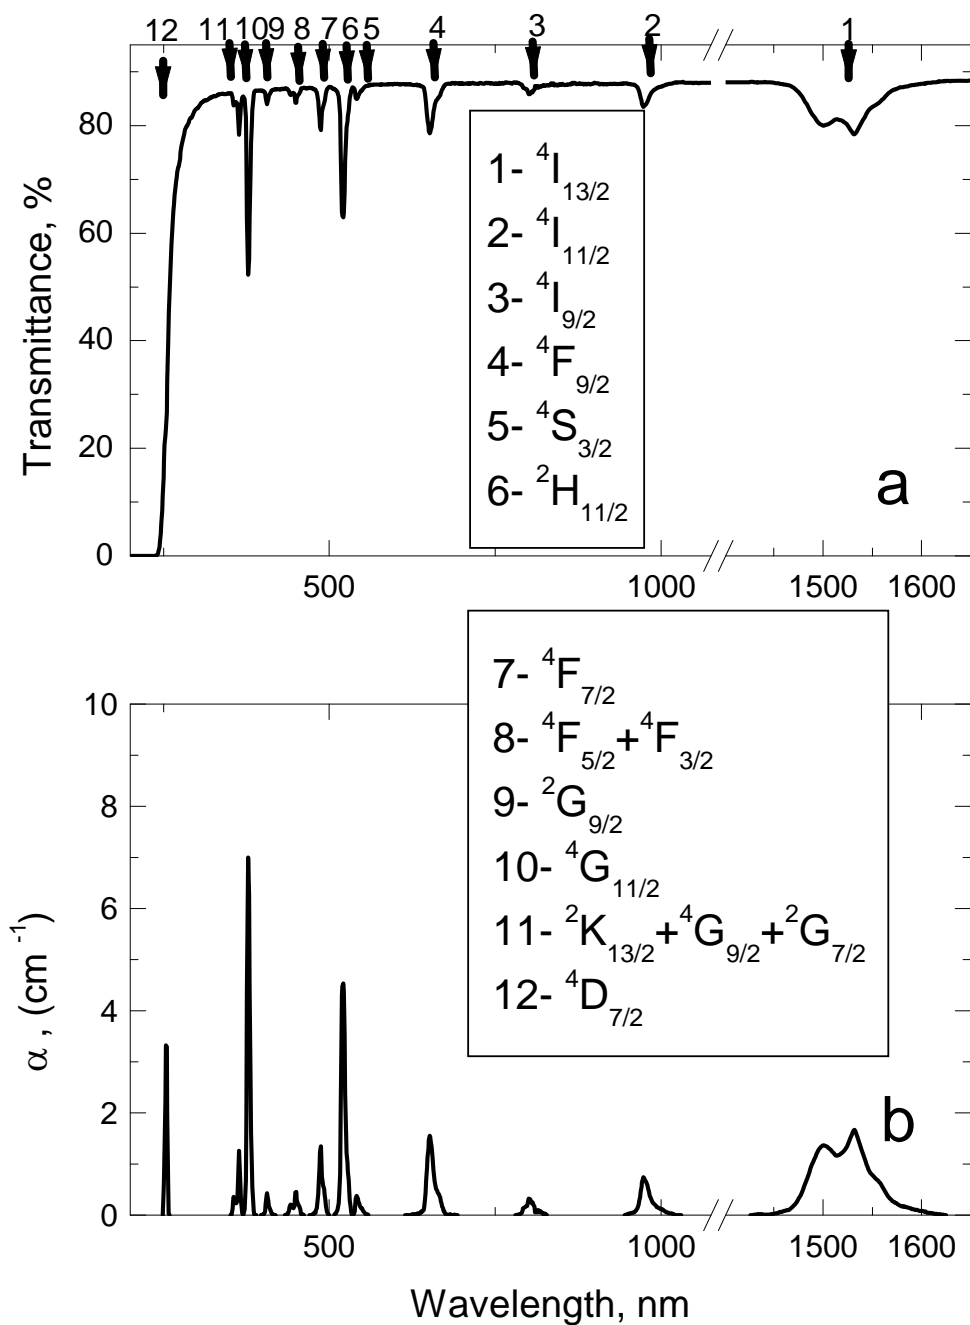 12 11 10 9 8 7 6 5 4 3 2 1
Transmittance, %
80
60
40
20
0
1- ⁴I₁₃/₂
2- ⁴I₁₁/₂
3- ⁴I₉/₂
4- ⁴F₉/₂
5- ⁴S₃/₂
6- ²H₁₁/₂
a
500 1000 1500 1600
7- ⁴F₇/₂
8- ⁴F₅/₂+⁴F₃/₂
9- ²G₉/₂
10- ⁴G₁₁/₂
11- ²K₁₃/₂+⁴G₉/₂+²G₇/₂
12- ⁴D₇/₂
α , (cm ⁻¹)
10
8
6
4
2
0
b
500 1000 1500 1600
Wavelength, nm